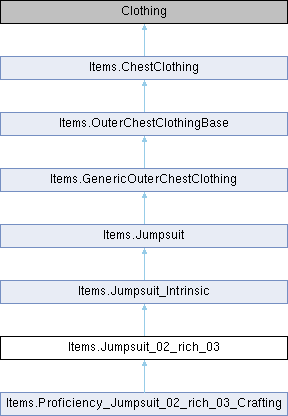 Clothing
Items.ChestClothing
Items.OuterChestClothingBase
Items.GenericOuterChestClothing
Items.Jumpsuit
Items.Jumpsuit_Intrinsic
Items.Jumpsuit_02_rich_03
Items.Proficiency_Jumpsuit_02_rich_03_Crafting